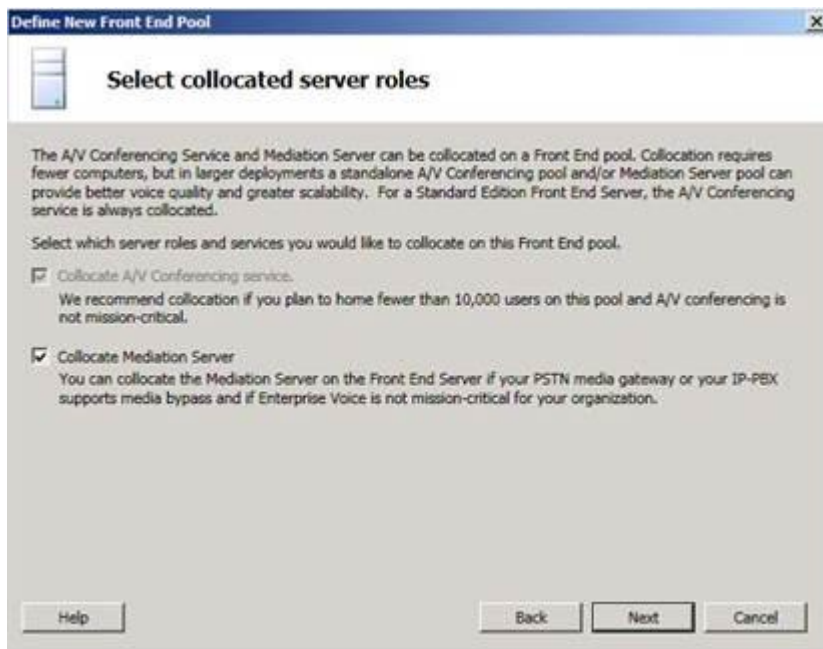 Define New Front End Pool
Select collocated server roles
The A/V Conferencing Service and Mediation Server can be collocated on a Front End pool. Collocation requires
fewer computers, but in larger deployments a standalone A/V Conferencing pool and/or Mediation Server pool can
provide better voice quality and greater scalability. For a Standard Edition Front End Server, the A/V Conferencing
service is always collocated.
Select which server roles and services you would like to collocate on this Front End pool.
Collocate A/V Conferencing service.
We recommend collocation if you plan to home fewer than 10,000 users on this pool and A/V conferencing is
not mission-critical.
Collocate Mediation Server
You can collocate the Mediation Server on the Front End Server if your PSTN media gateway or your IP-PBX
supports media bypass and if Enterprise Voice is not mission-critical for your organization.
Help Back Next Cancel